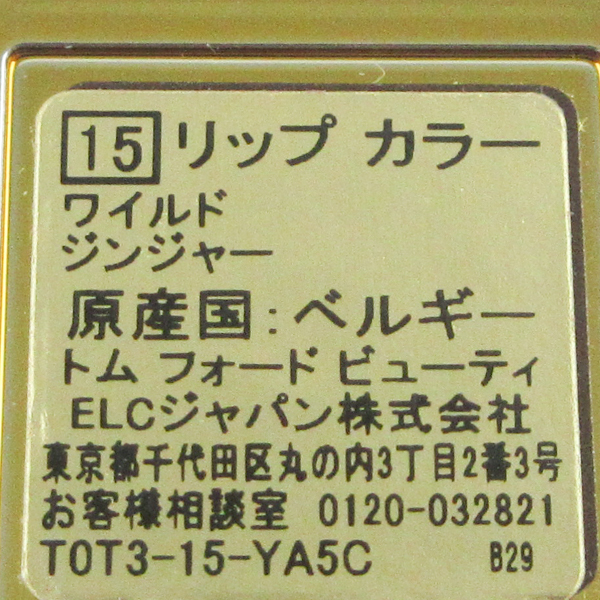 15 リップ カラー
ワイルド
ジンジャー
原産国:ベルギー
トム フォード ビューティ
ELCジャパン株式会社
東京都千代田区丸の内3丁目2番3号
お客様相談室 0120-032821
T0T3-15-YA5C B29